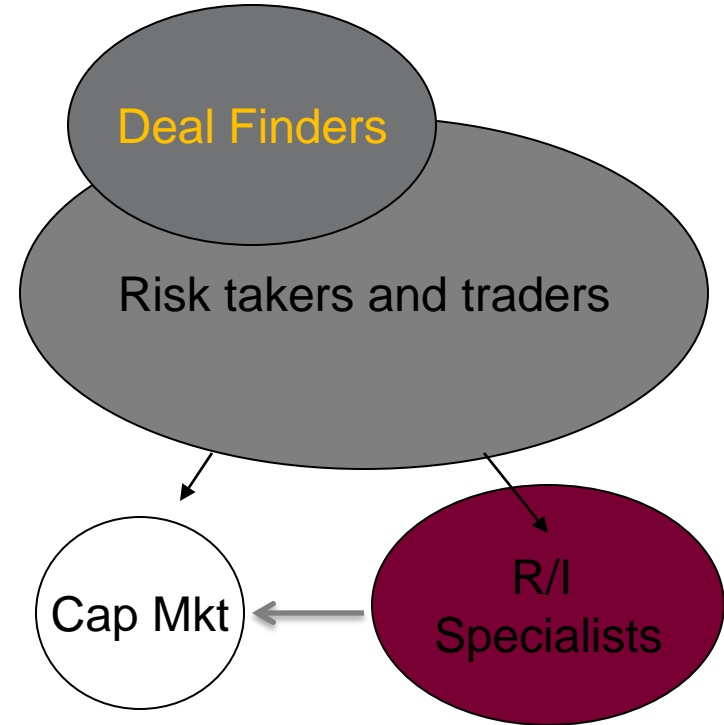 Deal Finders
Risk takers and traders
Cap Mkt
R/I
Specialists